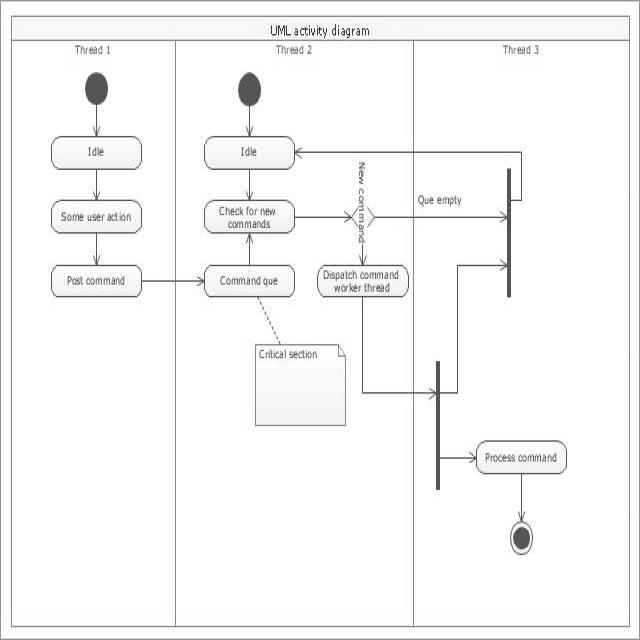 UML activity diagram
Thread 1
Thread 2
Thread 3
Idle
Idle
New command
Some user action
Check for new
commands
Que empty
Post command
Command que
Dispatch command
worker thread
Critical section
Process command